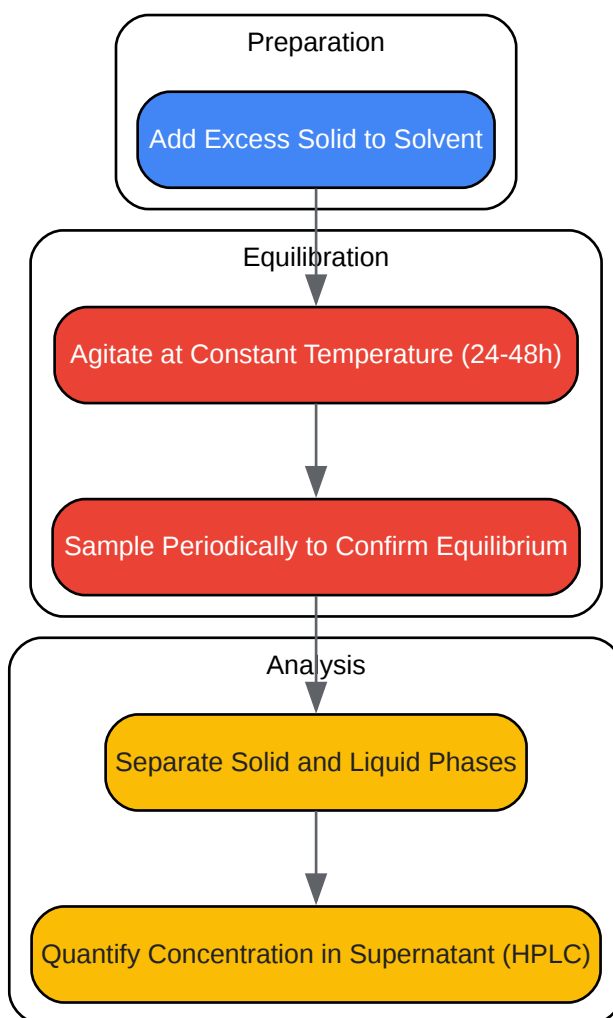 Preparation
Add Excess Solid to Solvent
Equilibration
Agitate at Constant Temperature (24-48h)
Sample Periodically to Confirm Equilibrium
Analysis
Separate Solid and Liquid Phases
Quantify Concentration in Supernatant (HPLC)